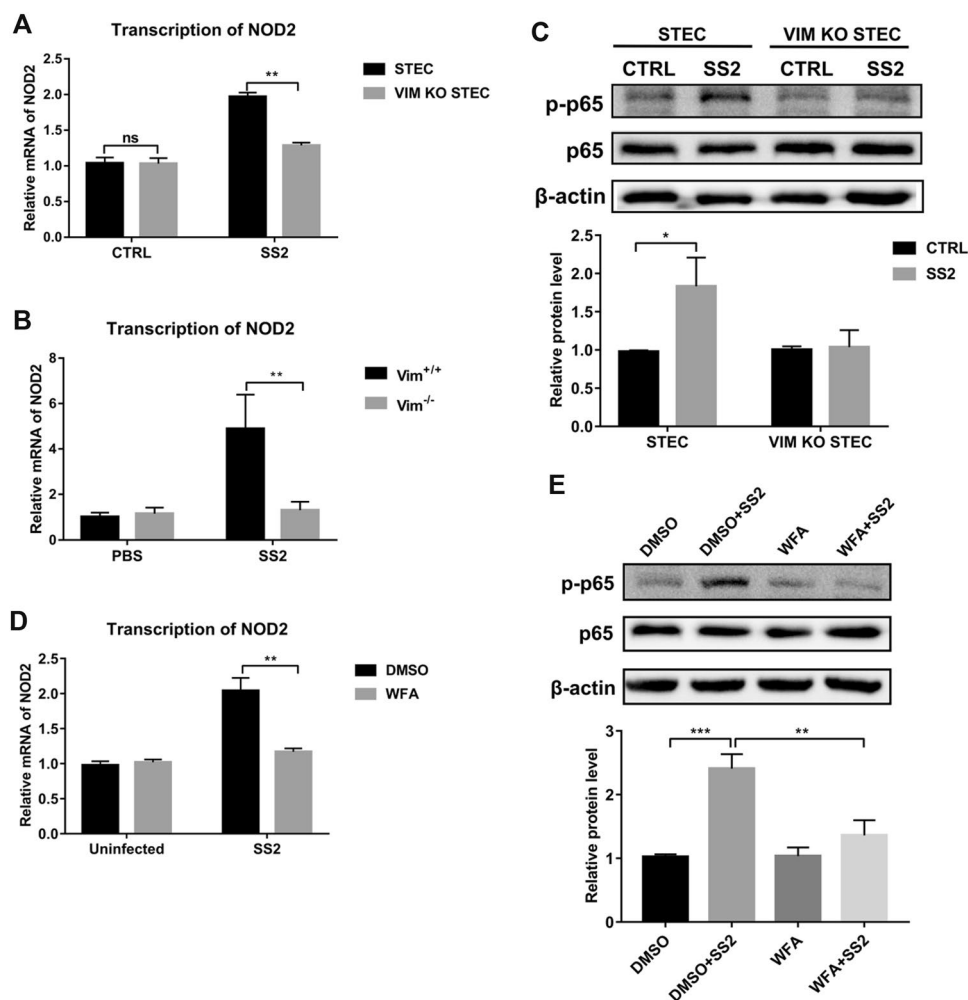 A
Transcription of NOD2
Relative mRNA of NOD2
2.5
2.0
1.5
1.0
0.5
0.0
ns
**
CTRL
SS2
STEC
VIM KO STEC
B
Transcription of NOD2
Relative mRNA of NOD2
8
6
4
2
0
**
PBS
SS2
Vim+/+
Vim-/-
D
Transcription of NOD2
Relative mRNA of NOD2
2.5
2.0
1.5
1.0
0.5
0.0
**
Uninfected
SS2
DMSO
WFA
C
STEC
VIM KO STEC
CTRL
SS2
CTRL
SS2
p-p65
p65
β-actin
Relative protein level
2.5
2.0
1.5
1.0
0.5
0.0
*
STEC
VIM KO STEC
CTRL
SS2
E
DMSO
DMSO+SS2
WFA
WFA+SS2
p-p65
p65
β-actin
Relative protein level
3
2
1
0
***
**
DMSO
DMSO+SS2
WFA
WFA+SS2